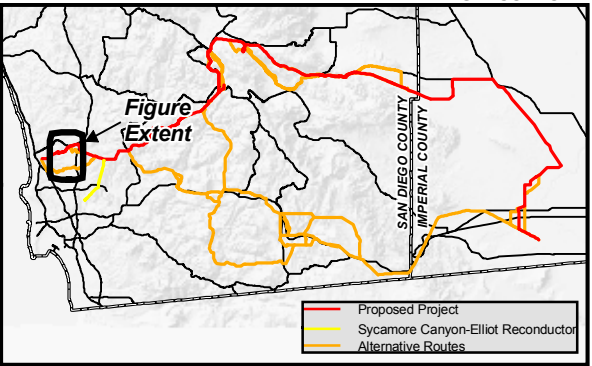 Figure
Extent
SAN DIEGO COUNTY
IMPERIAL COUNTY
Proposed Project
Sycamore Canyon-Elliot Reconductor
Alternative Routes